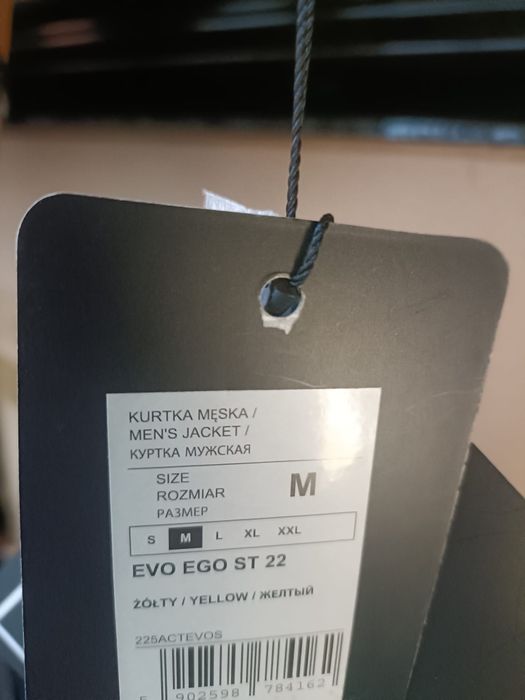 KURTKA MĘSKA /
MEN'S JACKET /
КУРТКА МУЖСКАЯ
SIZE
ROZMIAR M
РАЗМЕР
S M L XL XXL
EVO EGO ST 22
ŻÓŁTY / YELLOW / ЖЕЛТЫЙ
225ACTEVOS
5 902598 784162